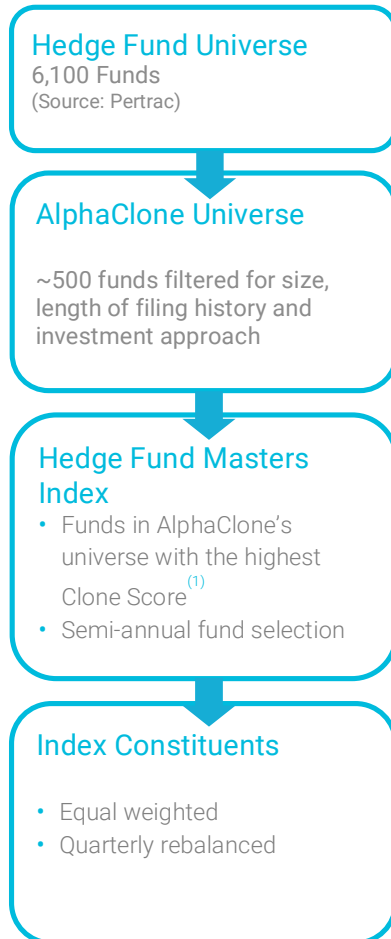 Hedge Fund Universe
6,100 Funds
(Source: Pertrac)
AlphaClone Universe
~500 funds filtered for size,
length of filing history and
investment approach
Hedge Fund Masters
Index
• Funds in AlphaClone’s
universe with the highest
Clone Score(1)
• Semi-annual fund selection
Index Constituents
• Equal weighted
• Quarterly rebalanced